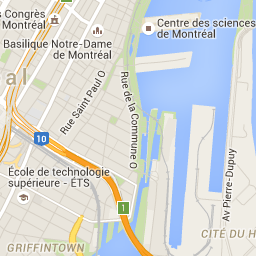 s Congrès
Montréal
Centre des sciences
de Montréal
Basilique Notre-Dame
de Montréal
al
Rue Saint Paul O
Rue de la Commune O
10
École de technologie
supérieure - ÉTS
1
Av Pierre-Dupuy
GRIFFINTOWN
CITÉ DU H